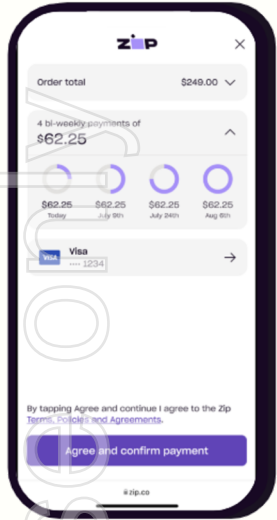 zip
Order total $249.00
4 bi-weekly payments of
$62.25
$62.25 $62.25 $62.25 $62.25
Today July 9th July 24th Aug 6th
VISA Visa
···· 1234
By tapping Agree and continue I agree to the Zip
Terms, Policies and Agreements.
Agree and confirm payment
zip.co